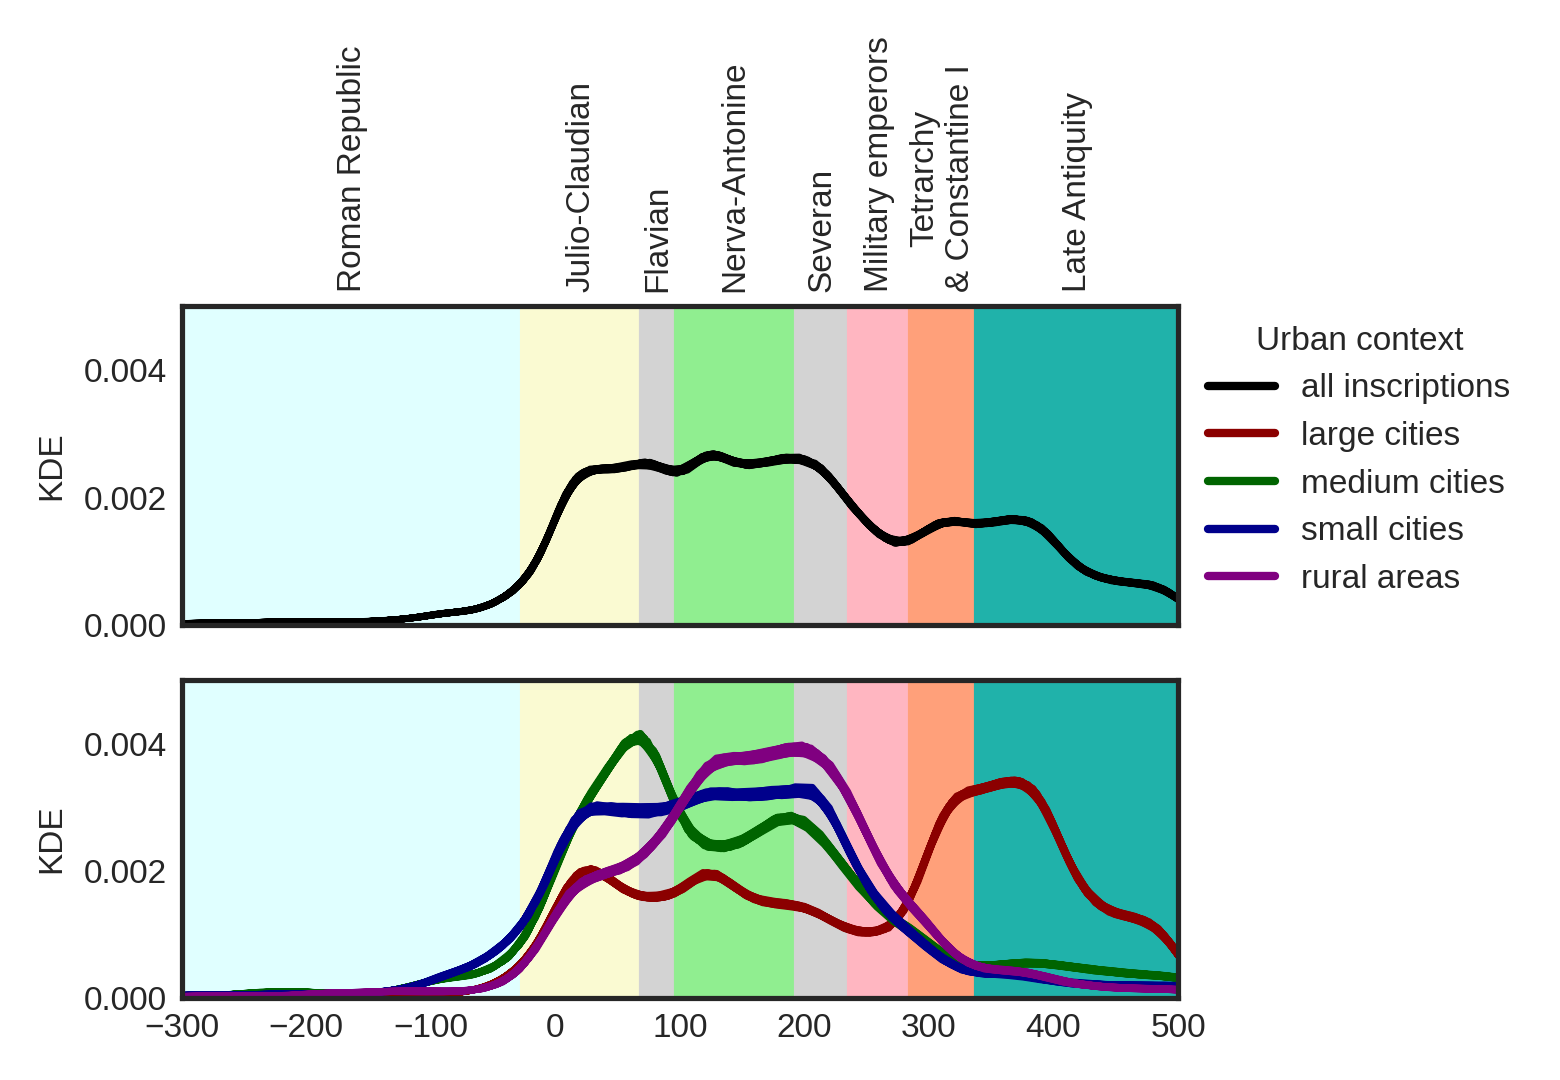 Roman Republic
Julio-Claudian
Flavian
Nerva-Antonine
Severan
Military emperors
Tetrarchy
& Constantine I
Late Antiquity
KDE
0.004
0.002
0.000
Urban context
all inscriptions
large cities
medium cities
small cities
rural areas
KDE
0.004
0.002
0.000
−300 −200 −100 0 100 200 300 400 500